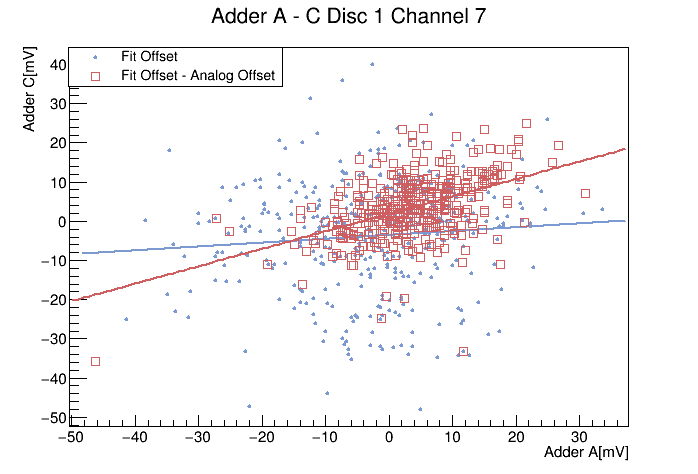 Adder A - C Disc 1 Channel 7
Adder C[mV]
Fit Offset
Fit Offset - Analog Offset
40
30
20
10
0
−10
−20
−30
−40
−50
−50 −40 −30 −20 −10 0 10 20 30
Adder A[mV]